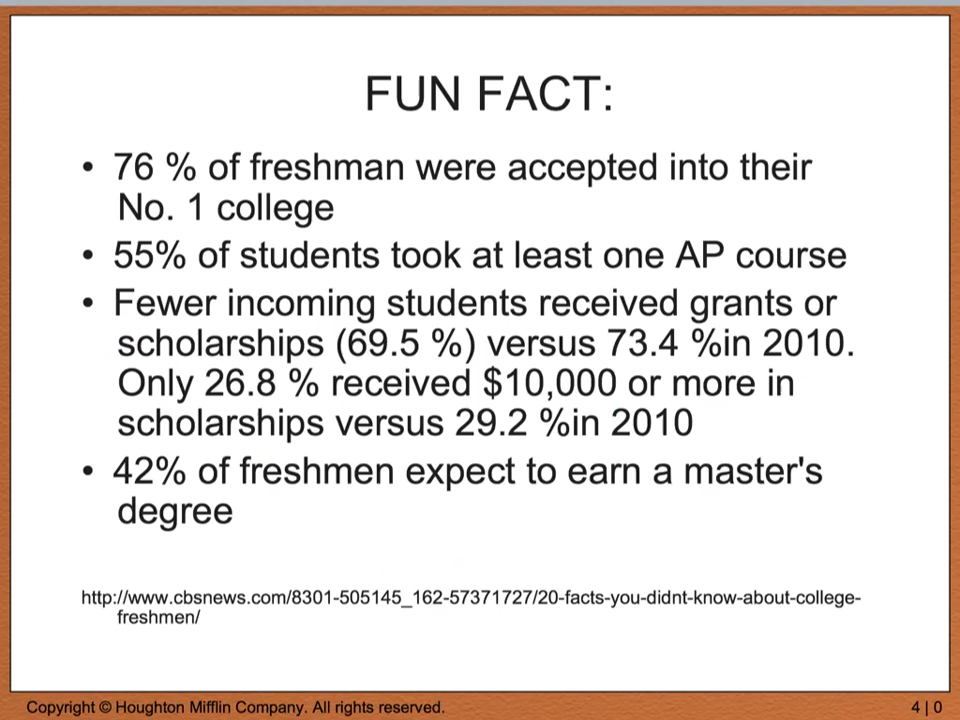 FUN FACT:
• 76 % of freshman were accepted into their
No. 1 college
• 55% of students took at least one AP course
• Fewer incoming students received grants or
scholarships (69.5 %) versus 73.4 %in 2010.
Only 26.8 % received $10,000 or more in
scholarships versus 29.2 %in 2010
• 42% of freshmen expect to earn a master's
degree
http://www.cbsnews.com/8301-505145_162-57371727/20-facts-you-didnt-know-about-college-
freshmen/
Copyright © Houghton Mifflin Company. All rights reserved.
4 | 0